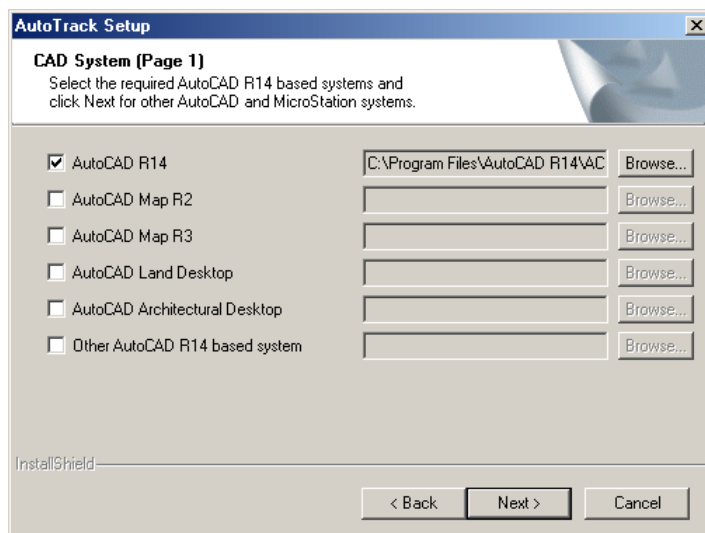 AutoTrack Setup
CAD System (Page 1)
Select the required AutoCAD R14 based systems and
click Next for other AutoCAD and MicroStation systems.
AutoCAD R14 C:\Program Files\AutoCAD R14\AC Browse...
AutoCAD Map R2 Browse...
AutoCAD Map R3 Browse...
AutoCAD Land Desktop Browse...
AutoCAD Architectural Desktop Browse...
Other AutoCAD R14 based system Browse...
InstallShield
< Back Next > Cancel